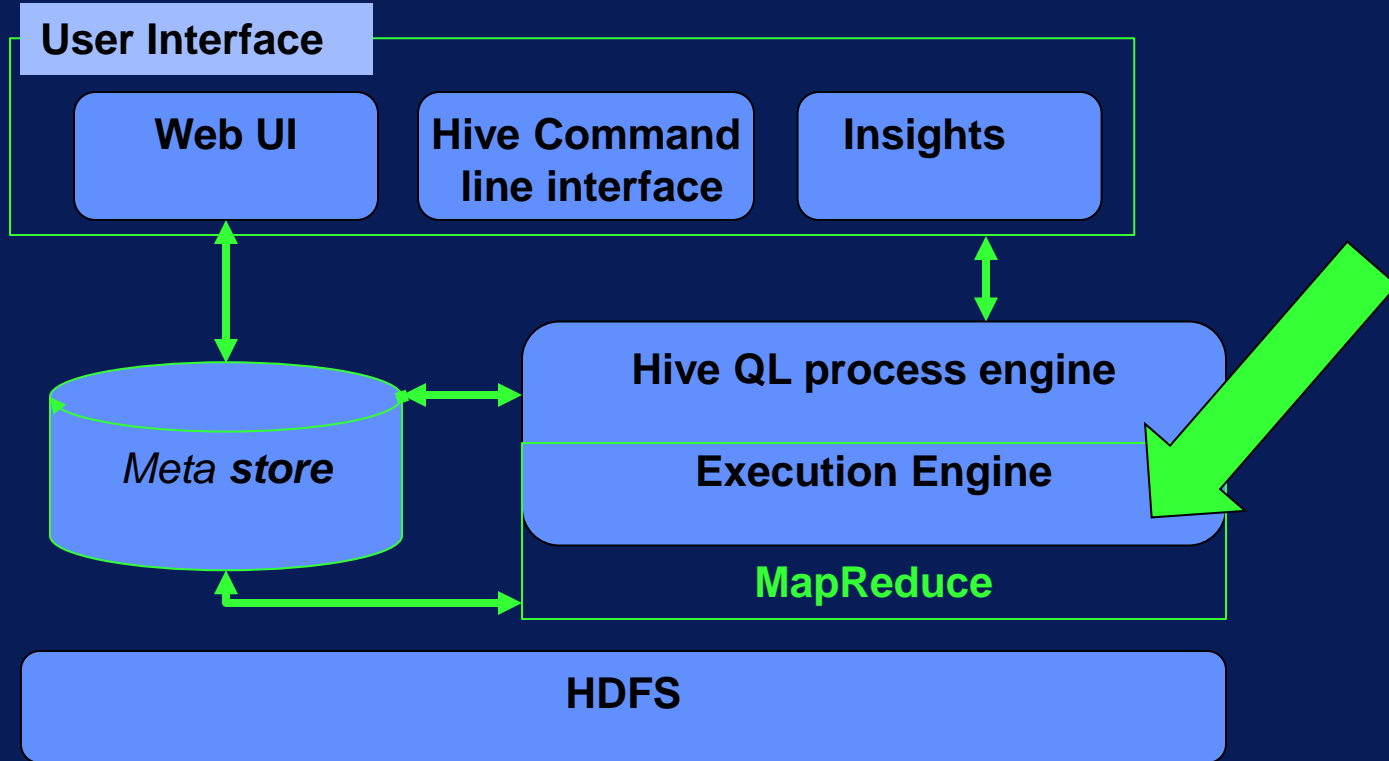 User Interface
Web UI
Hive Command
line interface
Insights
Hive QL process engine
Meta store
Execution Engine
MapReduce
HDFS